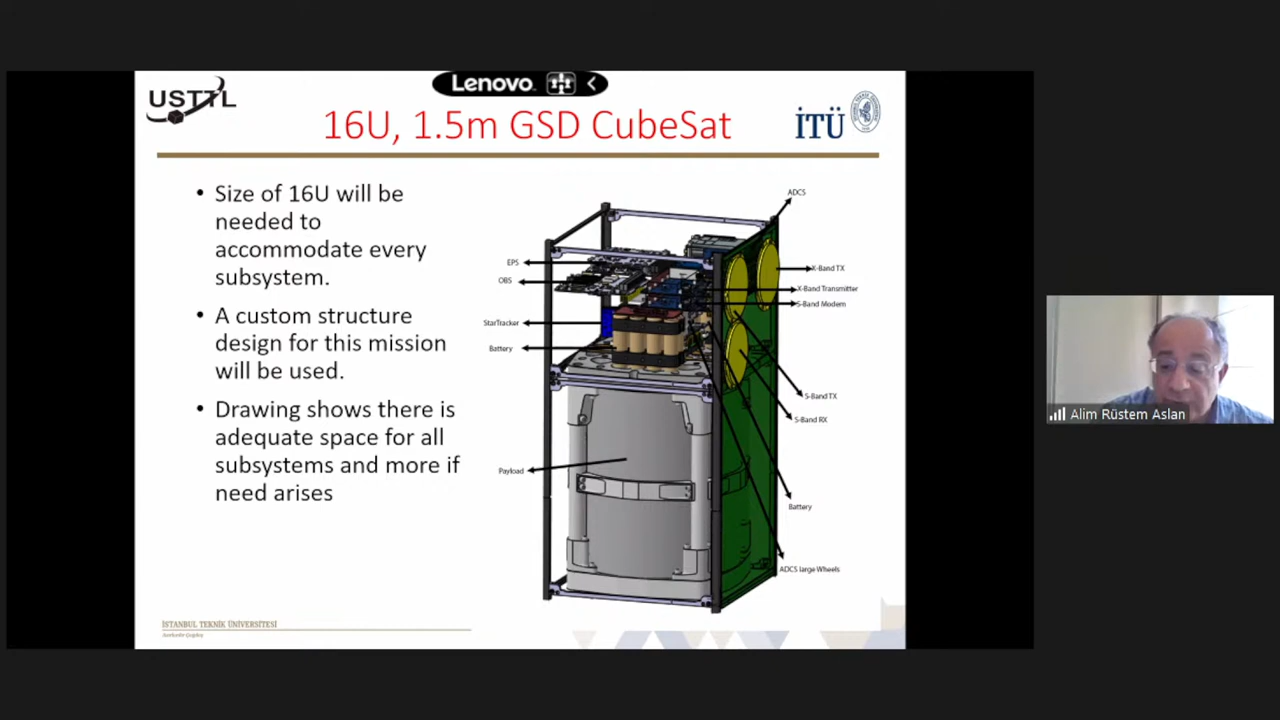 Lenovo
USTTL
16U, 1.5m GSD CubeSat
İTÜ
• Size of 16U will be
needed to
accommodate every
subsystem.
• A custom structure
design for this mission
will be used.
• Drawing shows there is
adequate space for all
subsystems and more if
need arises
ADCS
EPS
OBS
StarTracker
Battery
Payload
X-Band TX
X-Band Transmitter
S-Band Modem
S-Band TX
S-Band RX
Battery
ADCS large Wheels
İSTANBUL TEKNİK ÜNİVERSİTESİ
Asırlardır Çağdaş
Alim Rüstem Aslan